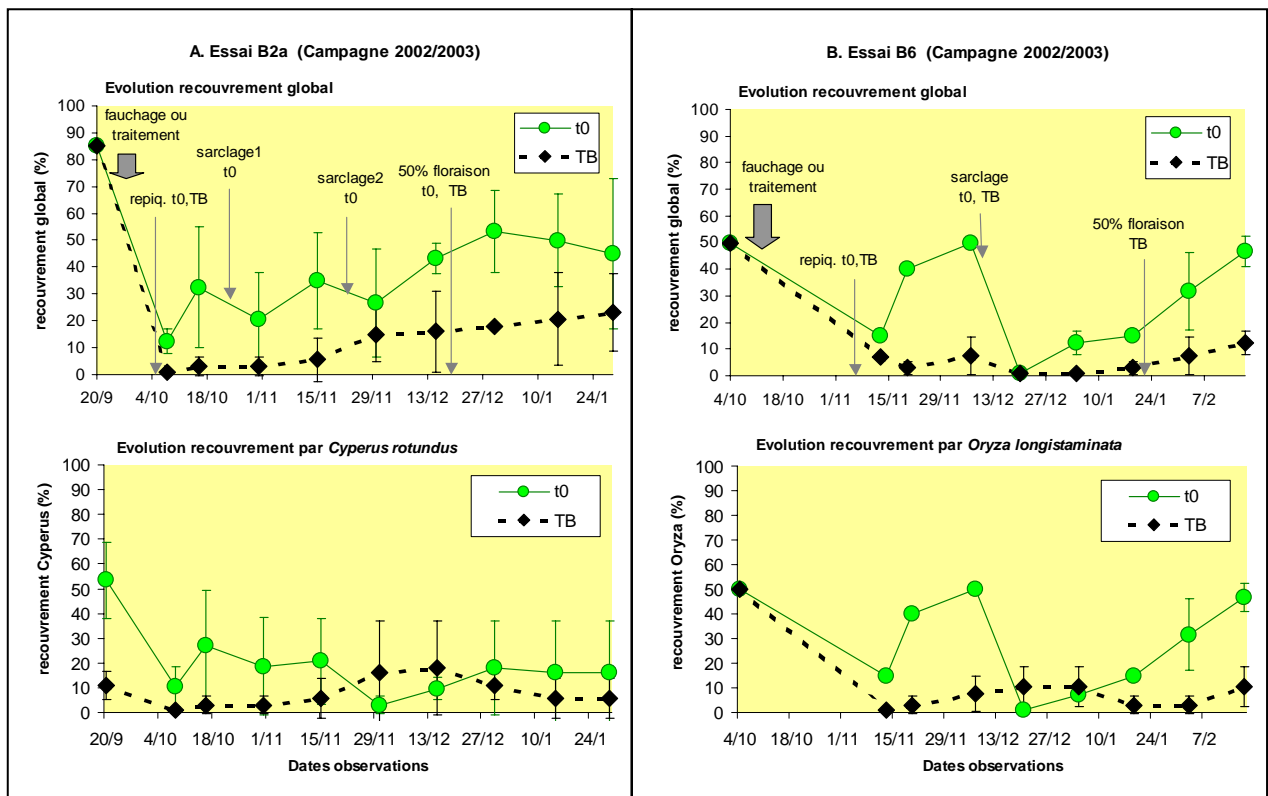 A. Essai B2a (Campagne 2002/2003)
Evolution recouvrement global
recouvrement global (%)
100
90
80
70
60
50
40
30
20
10
0
fauchage ou
traitement
repiq. t0,TB
sarclage1
t0
sarclage2
t0
50% floraison
t0, TB
t0
TB
20/9
4/10
18/10
1/11
15/11
29/11
13/12
27/12
10/1
24/1
Evolution recouvrement par Cyperus rotundus
recouvrement Cyperus (%)
100
90
80
70
60
50
40
30
20
10
0
t0
TB
20/9
4/10
18/10
1/11
15/11
29/11
13/12
27/12
10/1
24/1
Dates observations
B. Essai B6 (Campagne 2002/2003)
Evolution recouvrement global
recouvrement global (%)
100
90
80
70
60
50
40
30
20
10
0
fauchage ou
traitement
repiq. t0,TB
sarclage
t0, TB
50% floraison
TB
t0
TB
4/10
18/10
1/11
15/11
29/11
13/12
27/12
10/1
24/1
7/2
Evolution recouvrement par Oryza longistaminata
recouvrement Oryza (%)
100
90
80
70
60
50
40
30
20
10
0
t0
TB
4/10
18/10
1/11
15/11
29/11
13/12
27/12
10/1
24/1
7/2
Dates observations